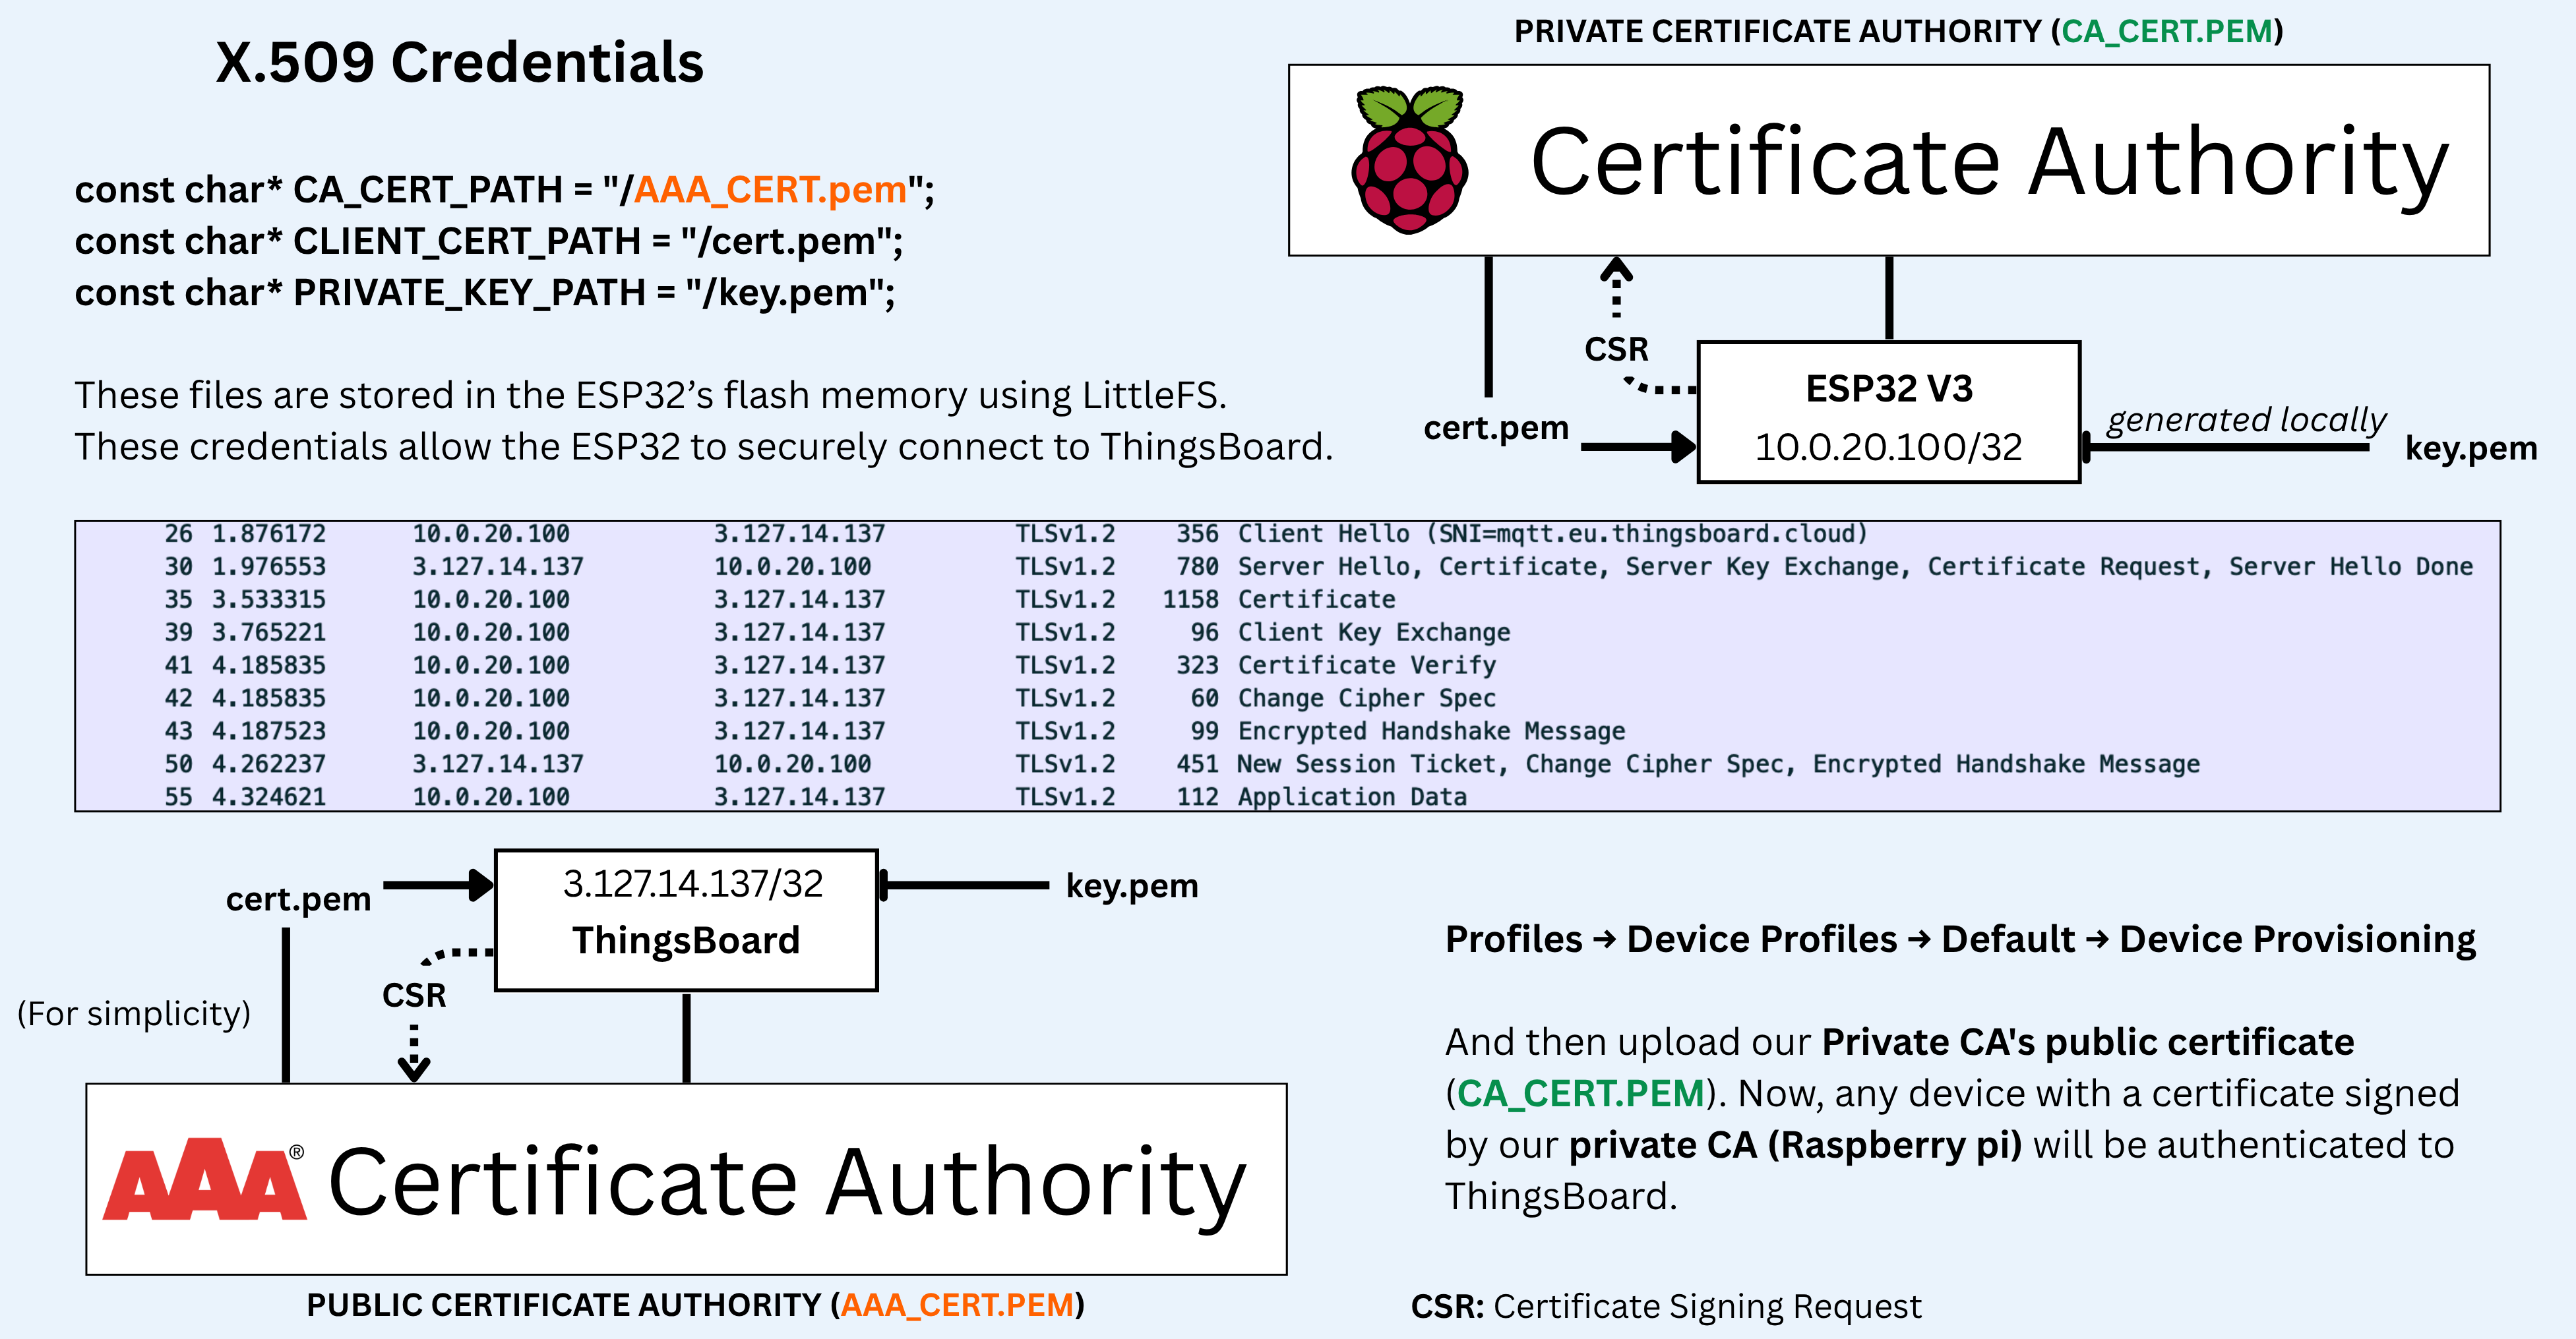 X.509 Credentials
const char* CA_CERT_PATH = "/AAA_CERT.pem";
const char* CLIENT_CERT_PATH = "/cert.pem";
const char* PRIVATE_KEY_PATH = "/key.pem";
These files are stored in the ESP32’s flash memory using LittleFS.
These credentials allow the ESP32 to securely connect to ThingsBoard.
PRIVATE CERTIFICATE AUTHORITY (CA_CERT.PEM)
Certificate Authority
CSR
cert.pem
ESP32 V3
10.0.20.100/32
generated locally
key.pem
26 1.876172 10.0.20.100 3.127.14.137 TLSv1.2 356 Client Hello (SNI=mqtt.eu.thingsboard.cloud)
30 1.976553 3.127.14.137 10.0.20.100 TLSv1.2 780 Server Hello, Certificate, Server Key Exchange, Certificate Request, Server Hello Done
35 3.533315 10.0.20.100 3.127.14.137 TLSv1.2 1158 Certificate
39 3.765221 10.0.20.100 3.127.14.137 TLSv1.2 96 Client Key Exchange
41 4.185835 10.0.20.100 3.127.14.137 TLSv1.2 323 Certificate Verify
42 4.185835 10.0.20.100 3.127.14.137 TLSv1.2 60 Change Cipher Spec
43 4.187523 10.0.20.100 3.127.14.137 TLSv1.2 99 Encrypted Handshake Message
50 4.262237 3.127.14.137 10.0.20.100 TLSv1.2 451 New Session Ticket, Change Cipher Spec, Encrypted Handshake Message
55 4.324621 10.0.20.100 3.127.14.137 TLSv1.2 112 Application Data
cert.pem
3.127.14.137/32
ThingsBoard
key.pem
CSR
(For simplicity)
AAA® Certificate Authority
PUBLIC CERTIFICATE AUTHORITY (AAA_CERT.PEM)
Profiles → Device Profiles → Default → Device Provisioning
And then upload our Private CA's public certificate
(CA_CERT.PEM). Now, any device with a certificate signed
by our private CA (Raspberry pi) will be authenticated to
ThingsBoard.
CSR: Certificate Signing Request